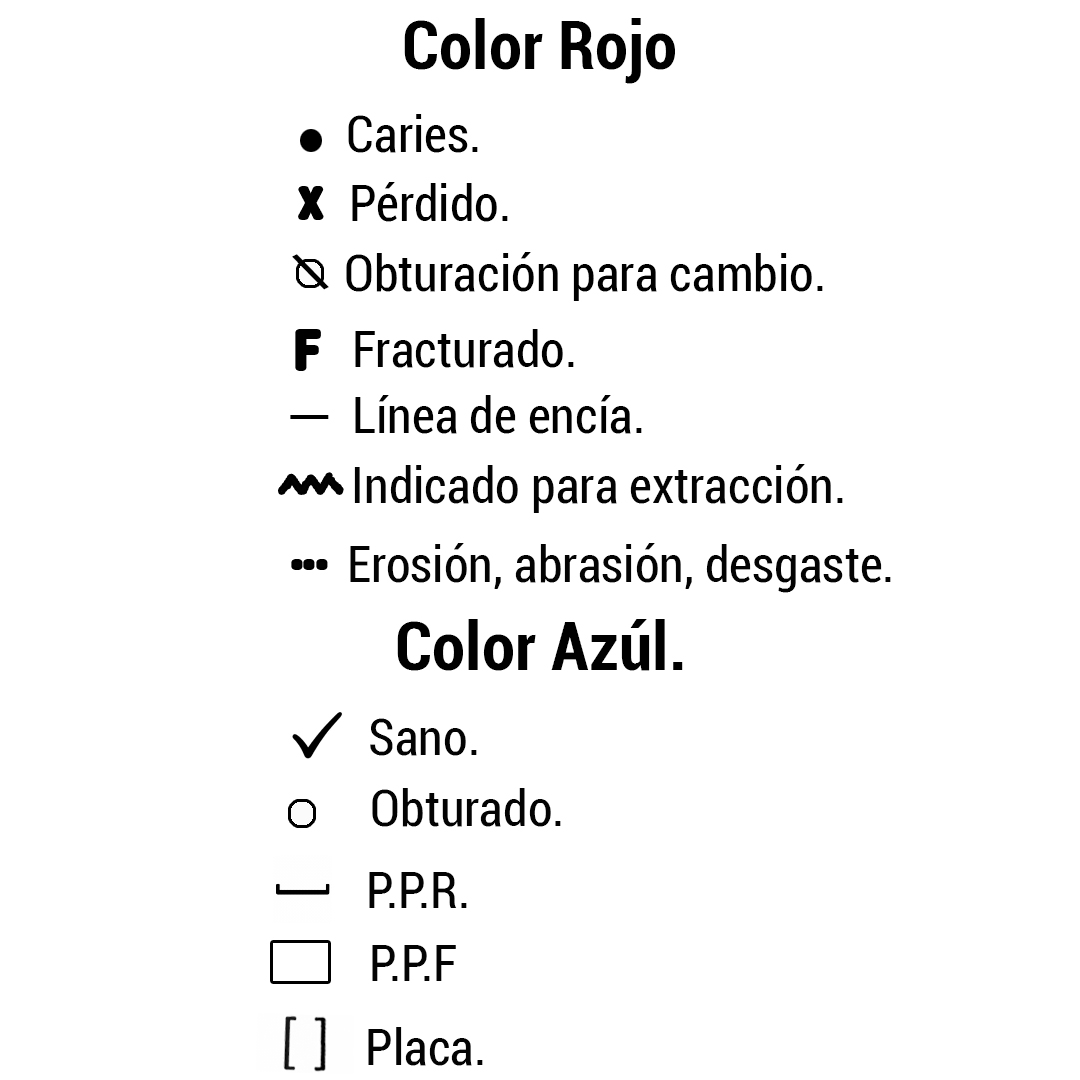 Color Rojo
Caries.
X Pérdido.
Obturación para cambio.
F Fracturado.
— Línea de encía.
Indicado para extracción.
••• Erosión, abrasión, desgaste.
Color Azúl.
✓ Sano.
Obturado.
P.P.R.
P.P.F
[ ] Placa.